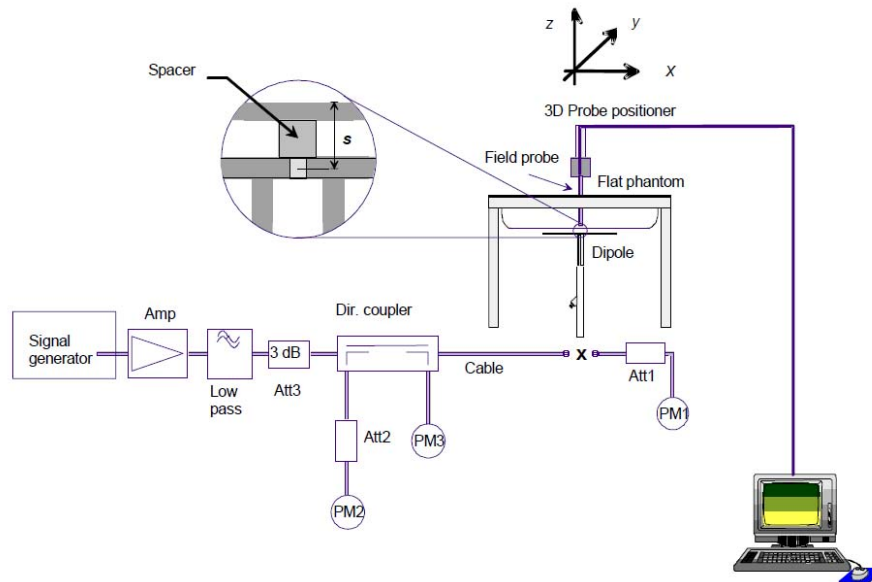 z
y
x
Spacer
s
3D Probe positioner
Field probe
Flat phantom
Dipole
Amp
Dir. coupler
Signal
generator
3 dB
Low
pass
Att3
Cable
X
Att1
PM1
Att2
PM3
PM2